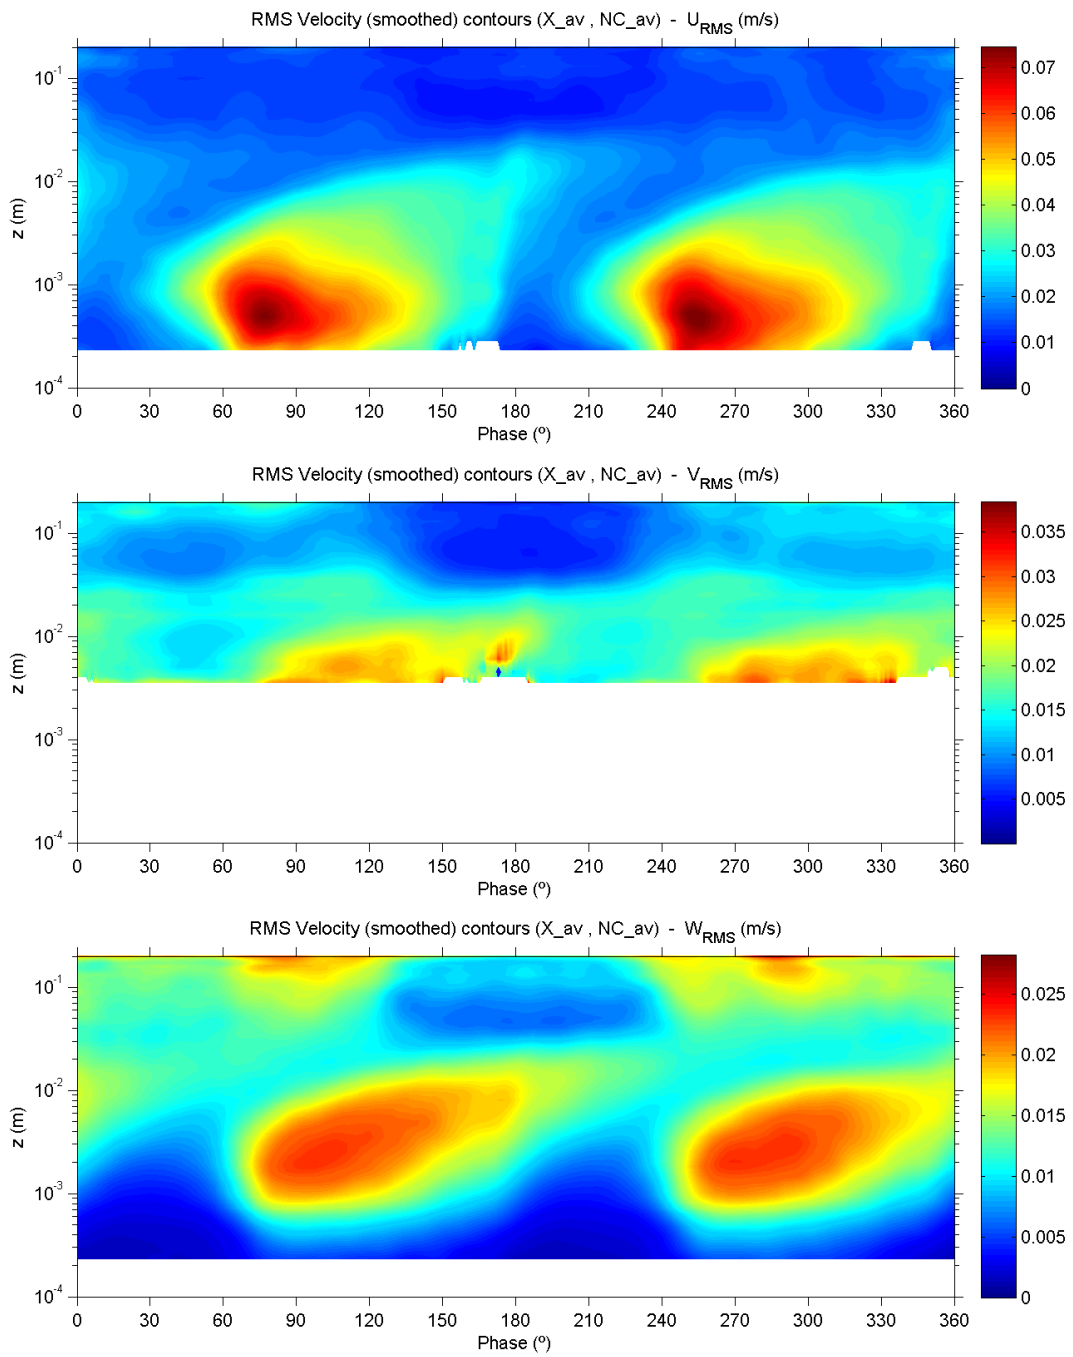 RMS Velocity (smoothed) contours (X_av , NC_av) - U_RMS (m/s)
10^-1
10^-2
10^-3
10^-4
z (m)
0 30 60 90 120 150 180 210 240 270 300 330 360
Phase (º)
0.07
0.06
0.05
0.04
0.03
0.02
0.01
0
RMS Velocity (smoothed) contours (X_av , NC_av) - V_RMS (m/s)
10^-1
10^-2
10^-3
10^-4
z (m)
0 30 60 90 120 150 180 210 240 270 300 330 360
Phase (º)
0.035
0.03
0.025
0.02
0.015
0.01
0.005
RMS Velocity (smoothed) contours (X_av , NC_av) - W_RMS (m/s)
10^-1
10^-2
10^-3
10^-4
z (m)
0 30 60 90 120 150 180 210 240 270 300 330 360
Phase (º)
0.025
0.02
0.015
0.01
0.005
0